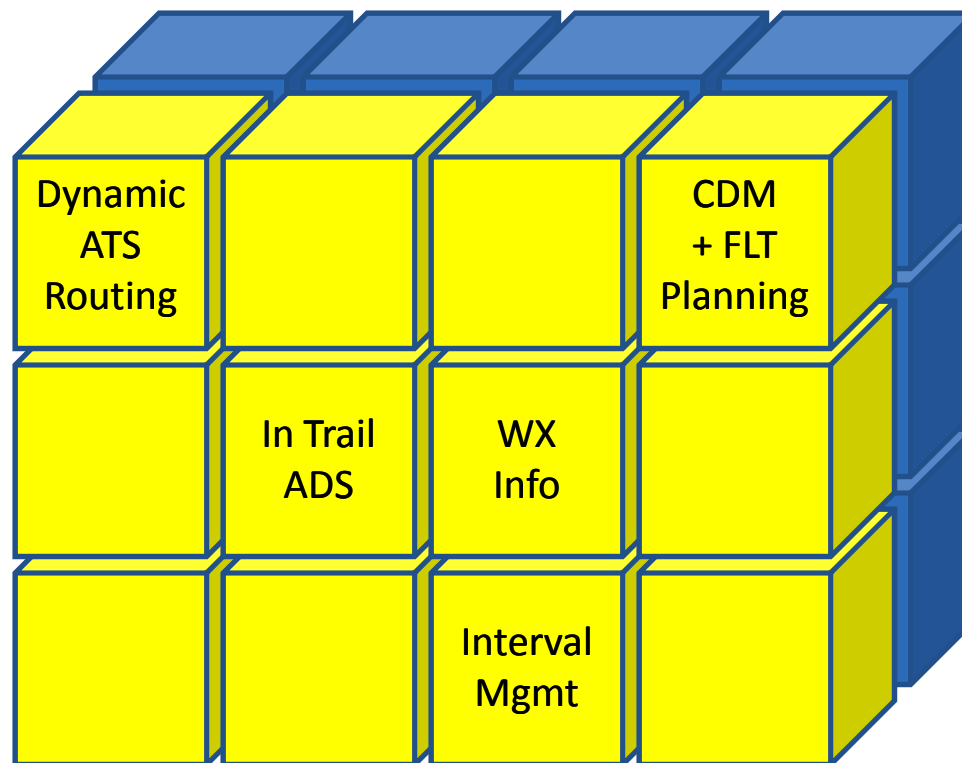 Dynamic
ATS
Routing
CDM
+ FLT
Planning
In Trail
ADS
WX
Info
Interval
Mgmt